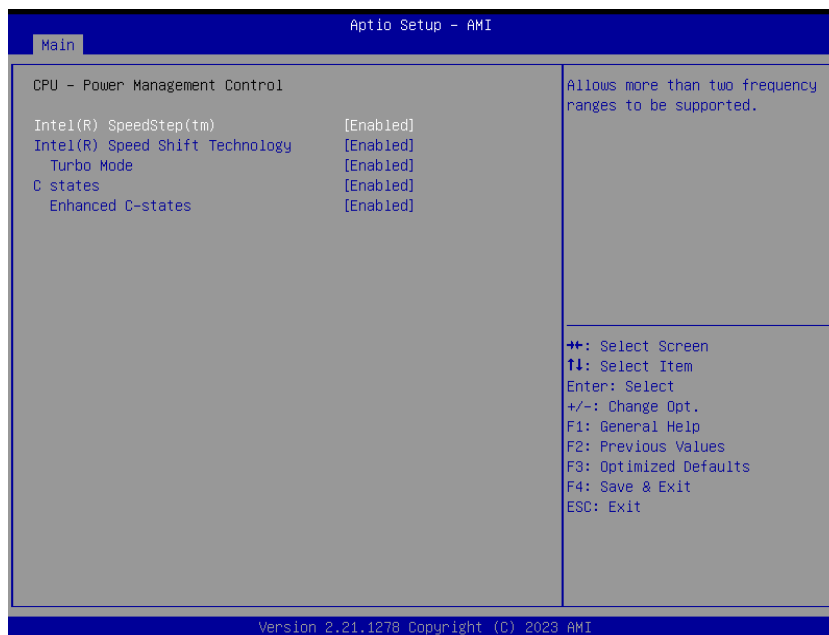 Aptio Setup – AMI
Main
CPU – Power Management Control
Intel(R) SpeedStep(tm) [Enabled]
Intel(R) Speed Shift Technology [Enabled]
Turbo Mode [Enabled]
C states [Enabled]
Enhanced C-states [Enabled]
Allows more than two frequency
ranges to be supported.
→←: Select Screen
↑↓: Select Item
Enter: Select
+/-: Change Opt.
F1: General Help
F2: Previous Values
F3: Optimized Defaults
F4: Save & Exit
ESC: Exit
Version 2.21.1278 Copyright (C) 2023 AMI